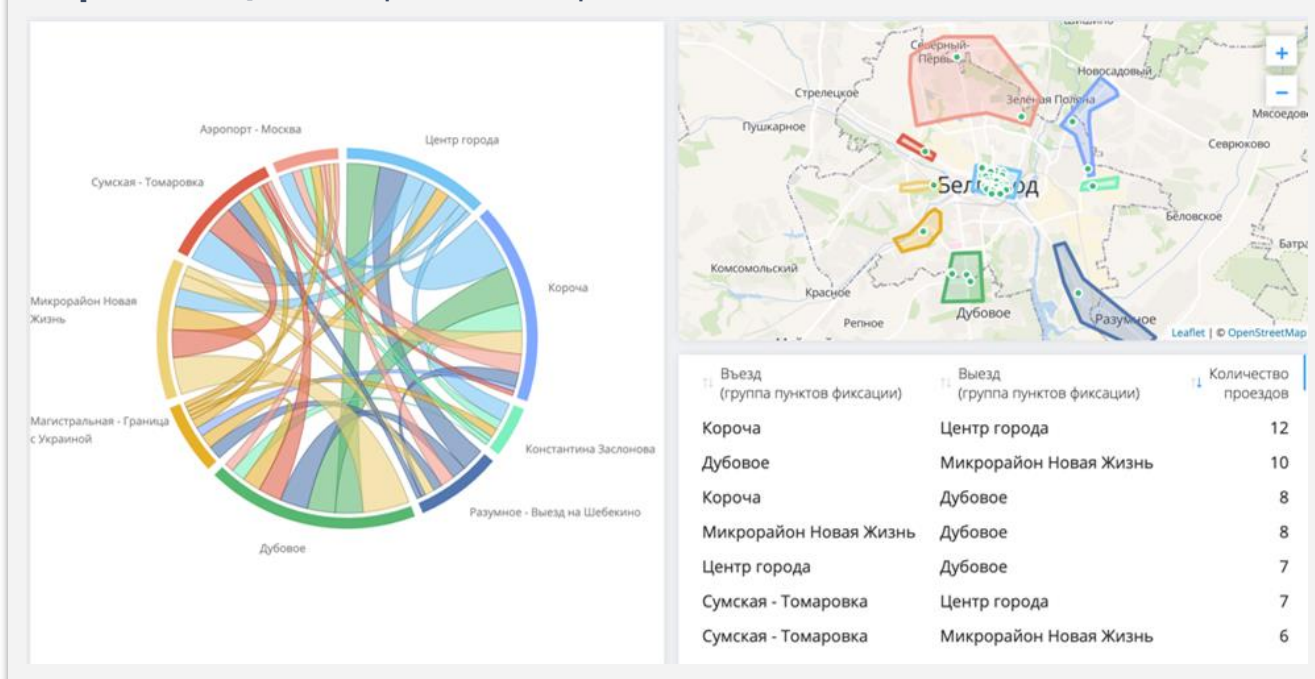 Аэропорт - Москва
Центр города
Сумская - Томаровка
Короча
Микрорайон Новая
Жизнь
Магистральная - Граница
с Украиной
Константина Заслонова
Разумное - Выезд на Шебекино
Дубовое
Северный-
Новосадовый
Стрелецкое
Зелёная Поляна
Мясоедов
Пушкарное
Севрюково
Беловское
Комсомольский
Красное
Батра
Репное
Дубовое
Разумное
+
−
Leaflet | © OpenStreetMap
Въезд
(группа пунктов фиксации)
Выезд
(группа пунктов фиксации)
Количество
проездов
Короча Центр города 12
Дубовое Микрорайон Новая Жизнь 10
Короча Дубовое 8
Микрорайон Новая Жизнь Дубовое 8
Центр города Дубовое 7
Сумская - Томаровка Центр города 7
Сумская - Томаровка Микрорайон Новая Жизнь 6